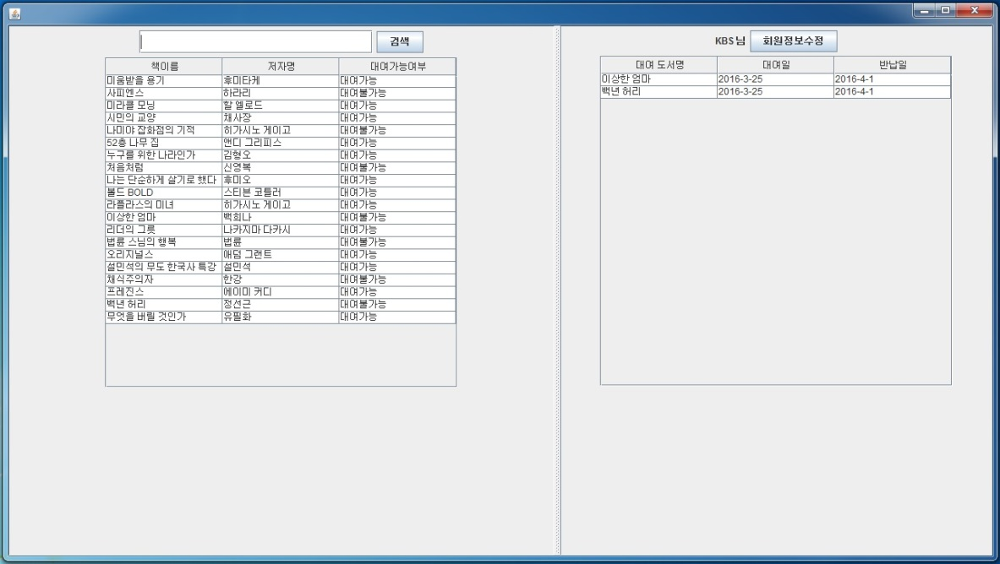 검색
책이름 저자명 대여가능여부
미움받을 용기 후미타케 대여가능
사피엔스 하라리 대여불가능
미라클 모닝 할 엘로드 대여가능
시민의 교양 채사장 대여가능
나미야 잡화점의 기적 히가시노 게이고 대여불가능
52층 나무 집 앤디 그리피스 대여가능
누구를 위한 나라인가 김형오 대여가능
처음처럼 신영복 대여불가능
나는 단순하게 살기로 했다 후미오 대여가능
볼드 BOLD 스티븐 코틀러 대여가능
라플라스의 미녀 히가시노 게이고 대여가능
이상한 엄마 백희나 대여불가능
리더의 그릇 나카지마 다카시 대여가능
법륜 스님의 행복 법륜 대여불가능
오리지널스 애덤 그랜트 대여가능
설민석의 무도 한국사 특강 설민석 대여가능
채식주의자 한강 대여불가능
프레진스 에이미 커디 대여가능
백년 허리 정선근 대여불가능
무엇을 버릴 것인가 유필화 대여가능
KBS님 회원정보수정
대여 도서명 대여일 반납일
이상한 엄마 2016-3-25 2016-4-1
백년 허리 2016-3-25 2016-4-1